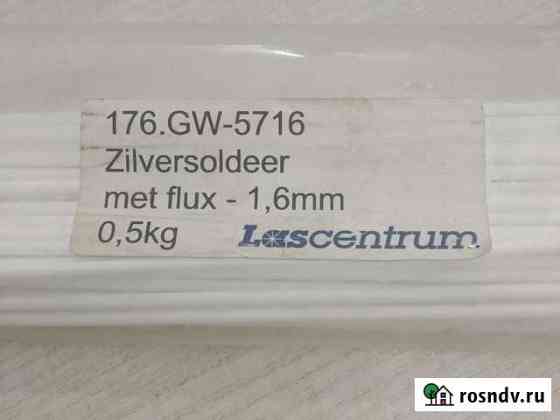 176.GW-5716
Zilversoldeer
met flux - 1,6mm
0,5kg Lascentrum
rosndv.ru